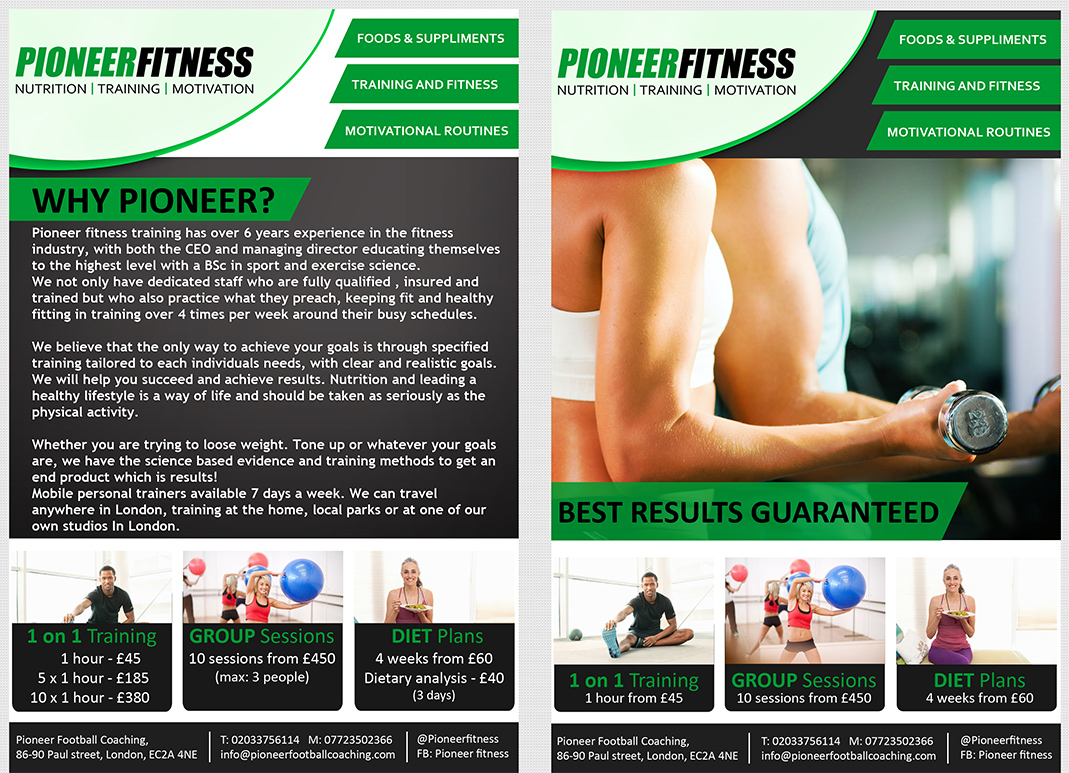 PIONEERFITNESS
NUTRITION | TRAINING | MOTIVATION
FOODS & SUPPLIMENTS
TRAINING AND FITNESS
MOTIVATIONAL ROUTINES
WHY PIONEER?
Pioneer fitness training has over 6 years experience in the fitness
industry, with both the CEO and managing director educating themselves
to the highest level with a BSc in sport and exercise science.
We not only have dedicated staff who are fully qualified , insured and
trained but who also practice what they preach, keeping fit and healthy
fitting in training over 4 times per week around their busy schedules.
We believe that the only way to achieve your goals is through specified
training tailored to each individuals needs, with clear and realistic goals.
We will help you succeed and achieve results. Nutrition and leading a
healthy lifestyle is a way of life and should be taken as seriously as the
physical activity.
Whether you are trying to loose weight. Tone up or whatever your goals
are, we have the science based evidence and training methods to get an
end product which is results!
Mobile personal trainers available 7 days a week. We can travel
anywhere in London, training at the home, local parks or at one of our
own studios In London.
1 on 1 Training
1 hour - £45
5 x 1 hour - £185
10 x 1 hour - £380
GROUP Sessions
10 sessions from £450
(max: 3 people)
DIET Plans
4 weeks from £60
Dietary analysis - £40
(3 days)
Pioneer Football Coaching,
86-90 Paul street, London, EC2A 4NE
T: 02033756114 M: 07723502366
info@pioneerfootballcoaching.com
@Pioneerfitness
FB: Pioneer fitness
PIONEERFITNESS
NUTRITION | TRAINING | MOTIVATION
FOODS & SUPPLIMENTS
TRAINING AND FITNESS
MOTIVATIONAL ROUTINES
BEST RESULTS GUARANTEED
1 on 1 Training
1 hour from £45
GROUP Sessions
10 sessions from £450
DIET Plans
4 weeks from £60
Pioneer Football Coaching,
86-90 Paul street, London, EC2A 4NE
T: 02033756114 M: 07723502366
info@pioneerfootballcoaching.com
@Pioneerfitness
FB: Pioneer fitness